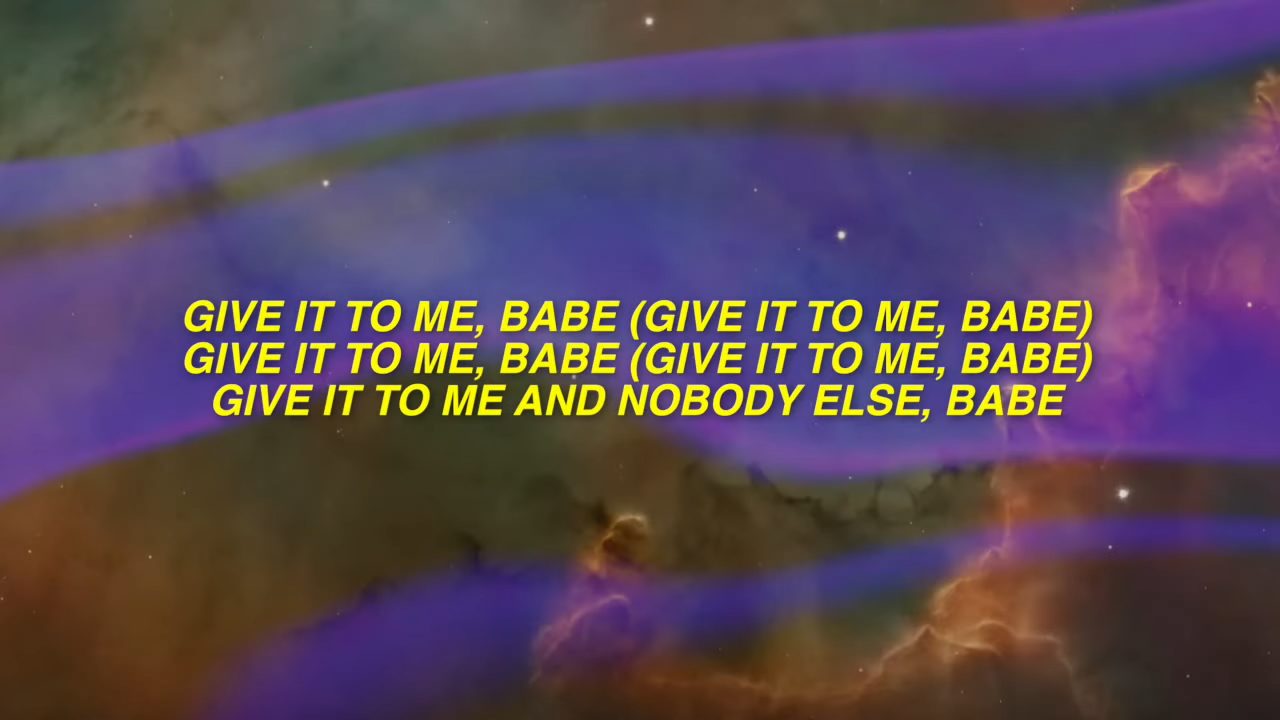 GIVE IT TO ME, BABE (GIVE IT TO ME, BABE)
GIVE IT TO ME, BABE (GIVE IT TO ME, BABE)
GIVE IT TO ME AND NOBODY ELSE, BABE